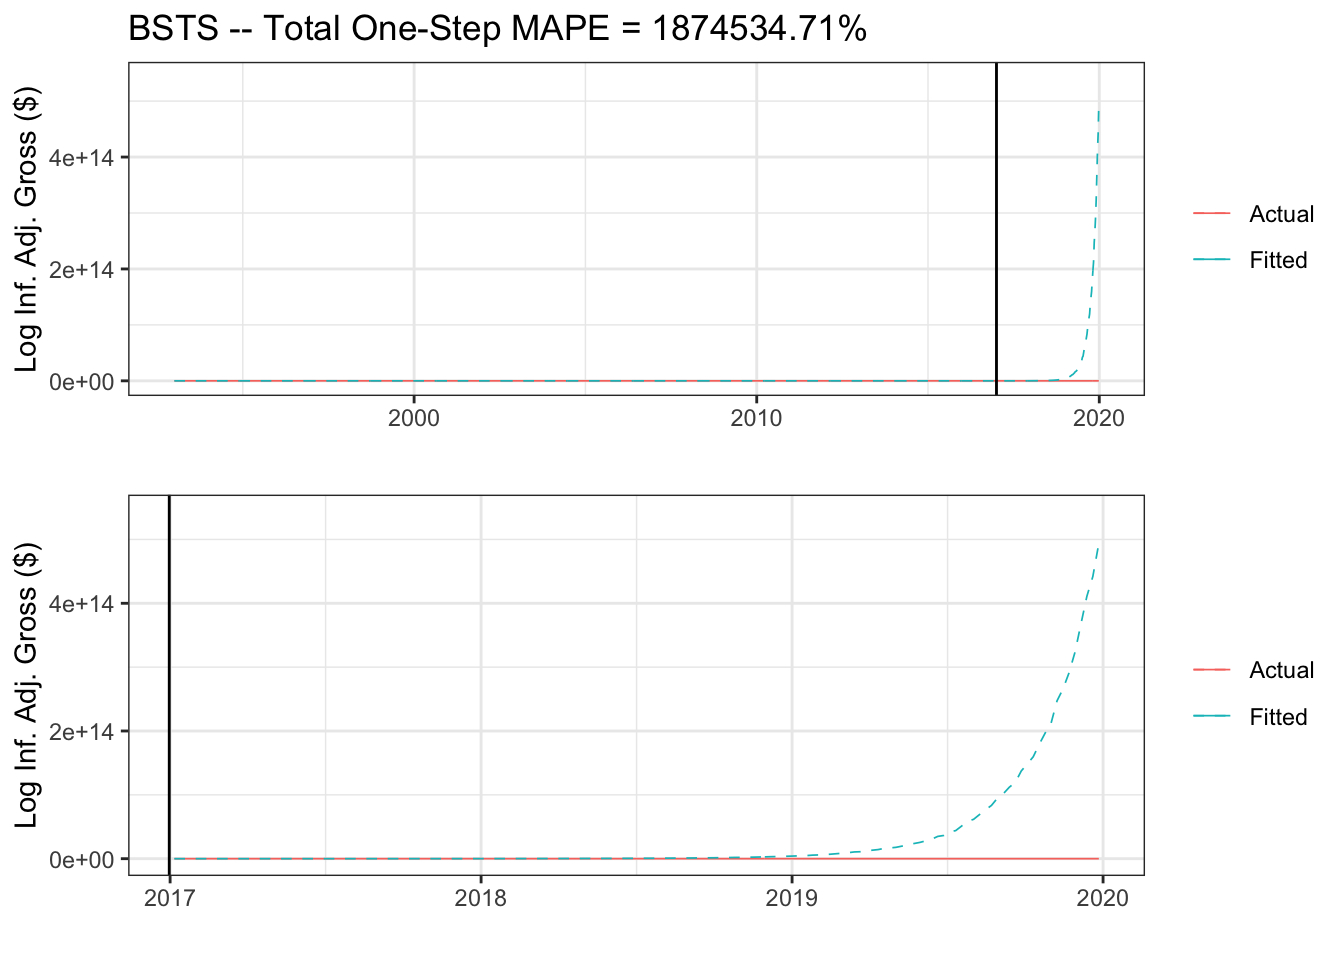 BSTS -- Total One-Step MAPE = 1874534.71%
Log Inf. Adj. Gross ($)
4e+14
2e+14
0e+00
2000 2010 2020
Actual
Fitted
Log Inf. Adj. Gross ($)
4e+14
2e+14
0e+00
2017 2018 2019 2020
Actual
Fitted